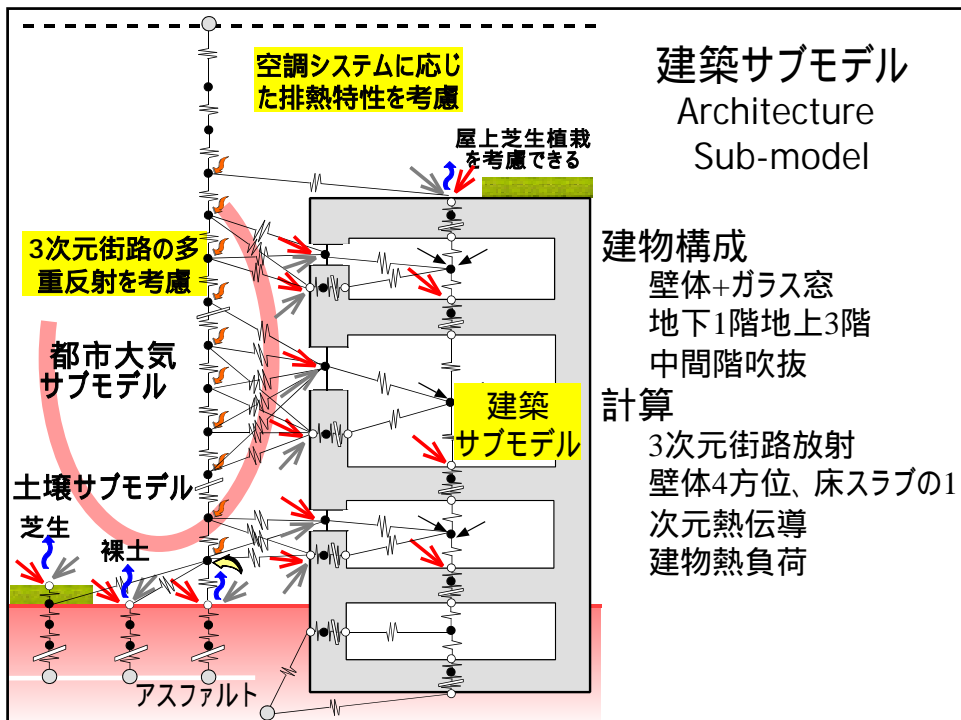 建築サブモデル
Architecture
Sub-model
空調システムに応じ
た排熱特性を考慮
屋上芝生植栽
を考慮できる
3次元街路の多
重反射を考慮
都市大気
サブモデル
土壌サブモデル
芝生
裸土
アスファルト
建築
サブモデル
建物構成
壁体+ガラス窓
地下1階地上3階
中間階吹抜
計算
3次元街路放射
壁体4方位、床スラブの1
次元熱伝導
建物熱負荷